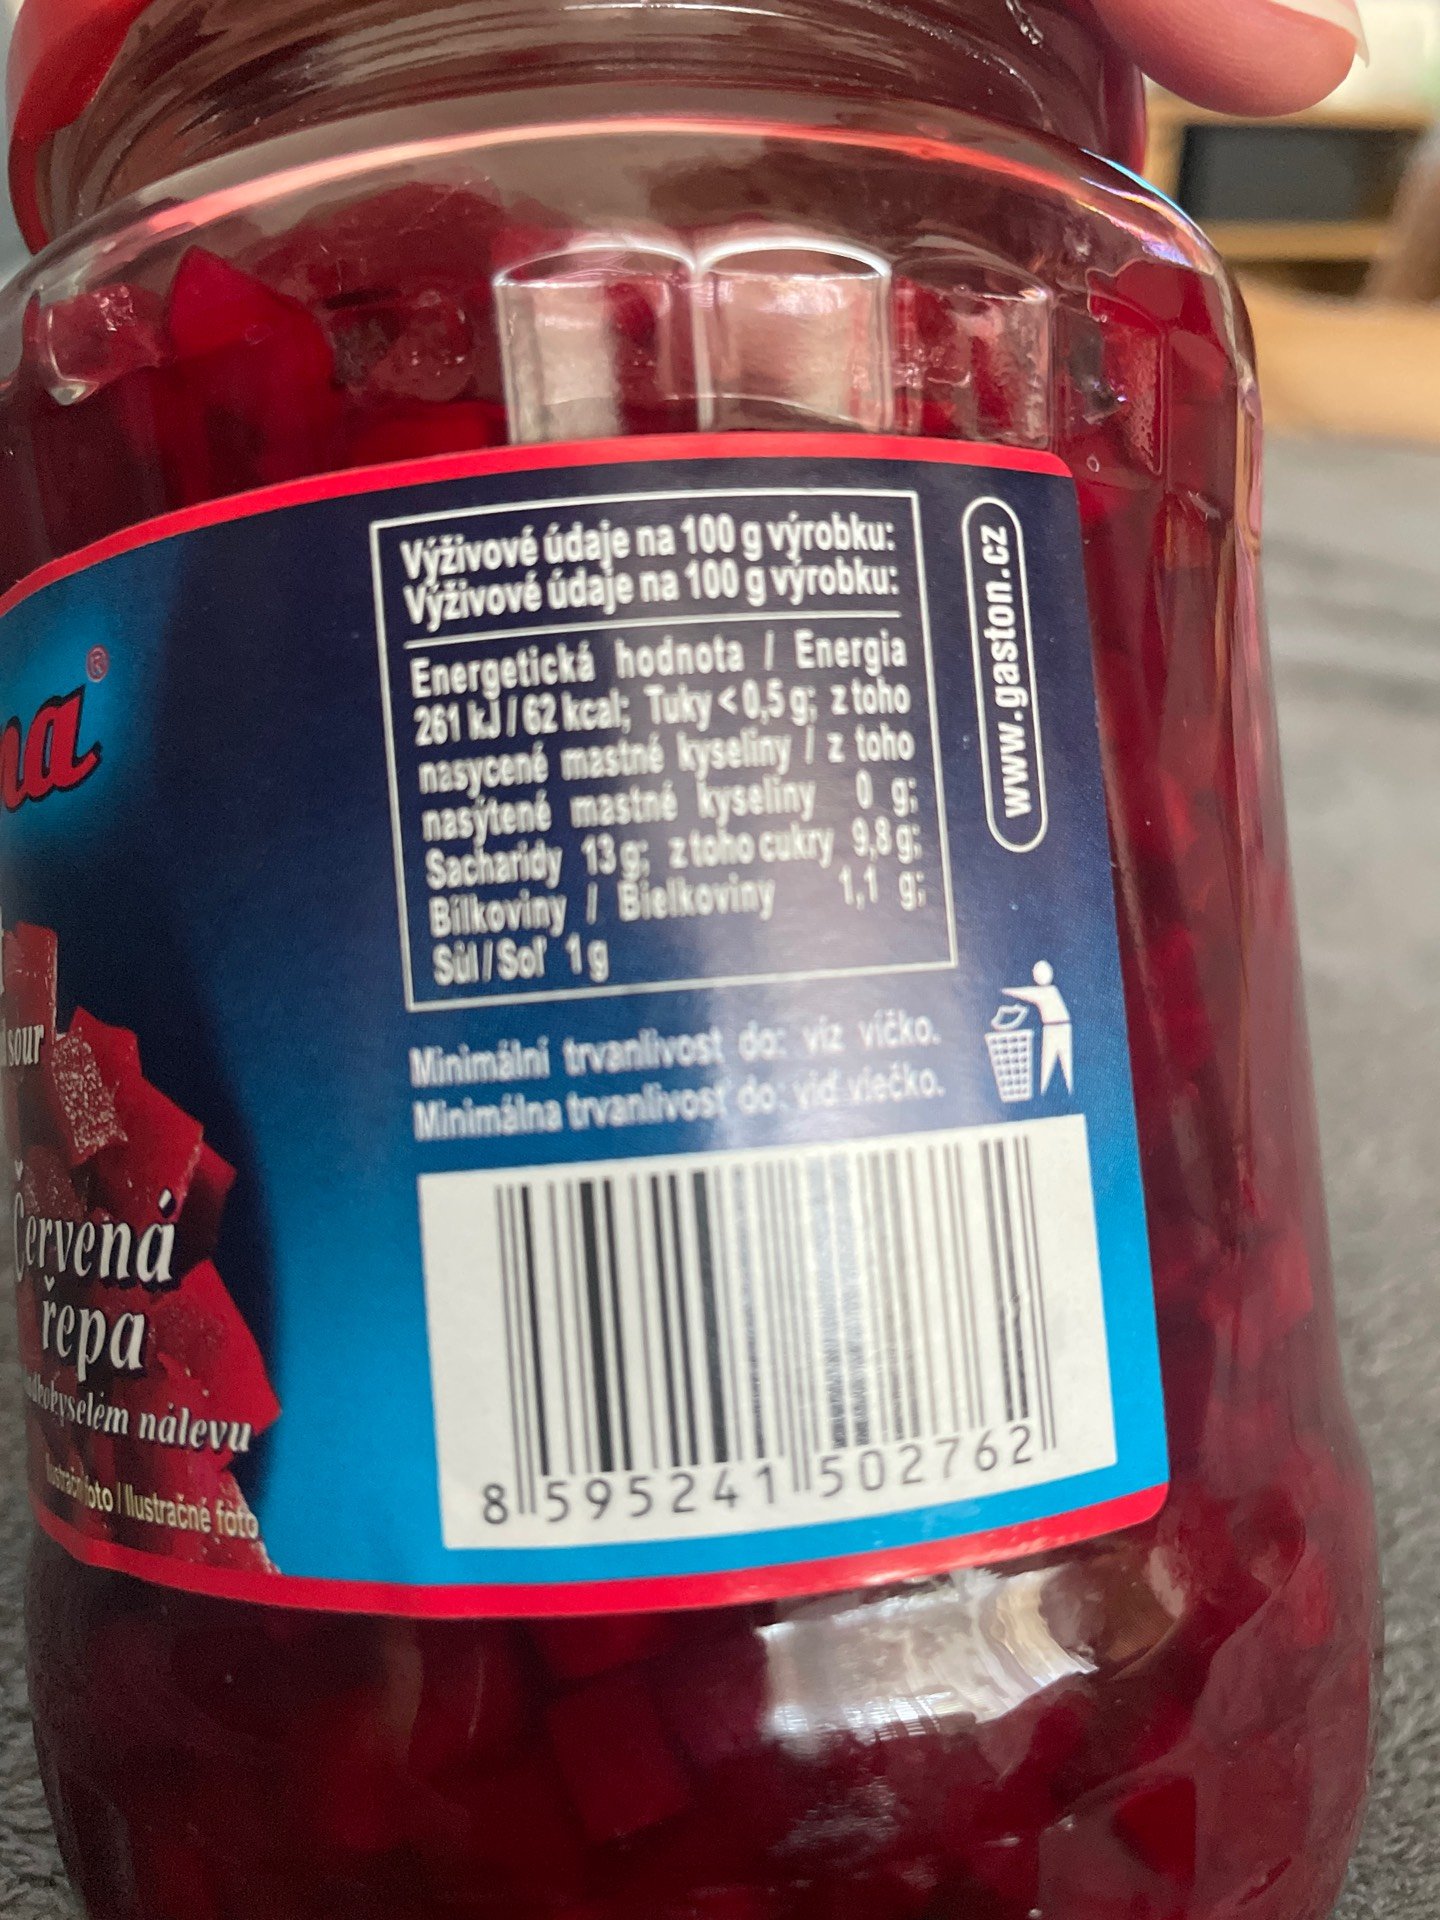 na®
sour
Červená
řepa
nálevu
foto / Ilustračné foto
Výživové údaje na 100 g výrobku:
Výživové údaje na 100 g výrobku:
Energetická hodnota / Energia
261 kJ / 62 kcal; Tuky < 0,5 g; z toho
nasycené mastné kyseliny / z toho
nasýtené mastné kyseliny 0 g;
Sacharidy 13 g; z toho cukry 9,8 g;
Bílkoviny / Bielkoviny 1,1 g;
Sůl / Soľ 1 g
www.gaston.cz
Minimální trvanlivost do: viz víčko.
Minimálna trvanlivosť do: viď viečko.
8 595241 502762